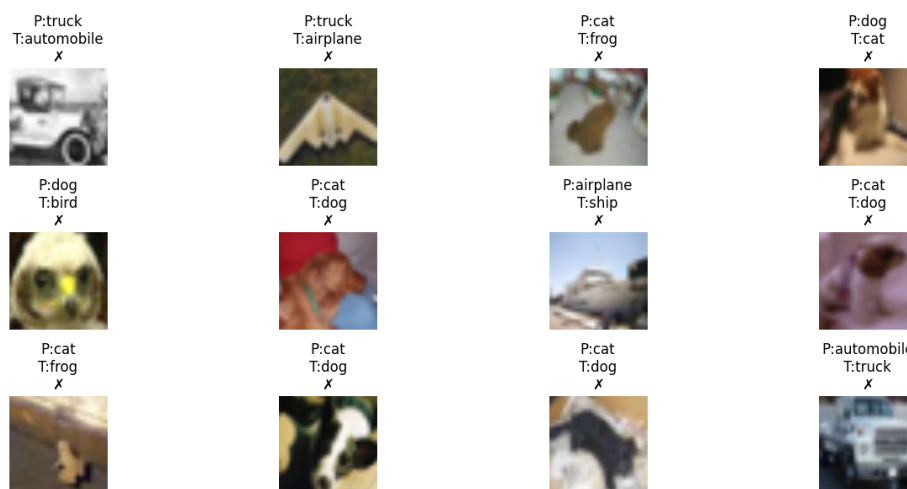 P:truck
T:automobile
✗
P:truck
T:airplane
✗
P:cat
T:frog
✗
P:dog
T:cat
✗
P:dog
T:bird
✗
P:cat
T:dog
✗
P:airplane
T:ship
✗
P:cat
T:dog
✗
P:cat
T:frog
✗
P:cat
T:dog
✗
P:cat
T:dog
✗
P:automobile
T:truck
✗